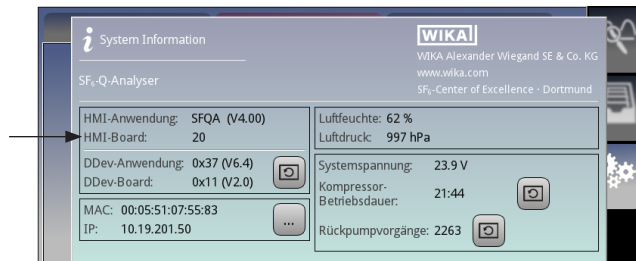 System Information
WIKA
WIKA Alexander Wiegand SE & Co. KG
www.wika.com
SF₆-Center of Excellence · Dortmund
SF₆-Q-Analyser
HMI-Anwendung: SFQA (V4.00)
HMI-Board: 20
DDev-Anwendung: 0x37 (V6.4)
DDev-Board: 0x11 (V2.0)
MAC: 00:05:51:07:55:83
IP: 10.19.201.50
...
Luftfeuchte: 62 %
Luftdruck: 997 hPa
Systemspannung: 23.9 V
Kompressor-
Betriebsdauer: 21:44
Rückpumpvorgänge: 2263